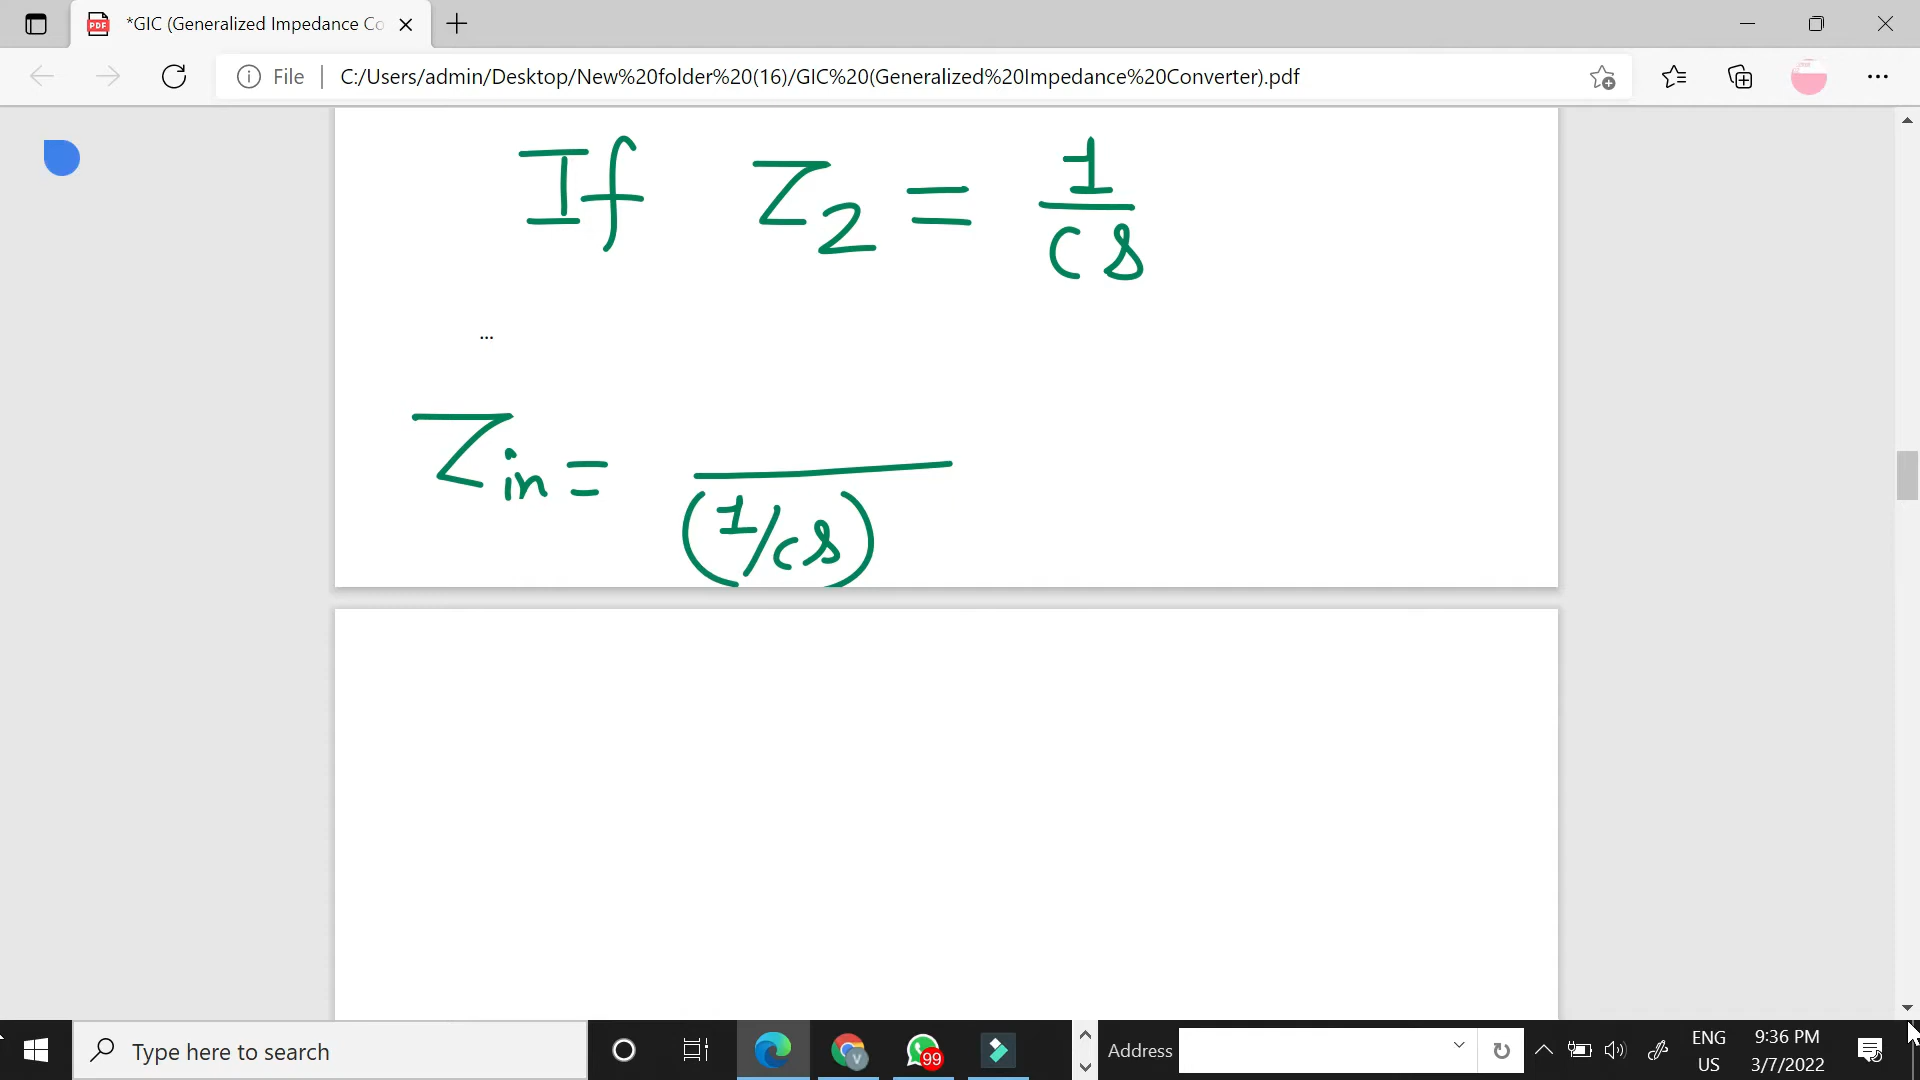 *GIC (Generalized Impedance Co
File | C:/Users/admin/Desktop/New%20folder%20(16)/GIC%20(Generalized%20Impedance%20Converter).pdf
If Z2 = 1/cs
...
Zin = ___/(1/cs)
Type here to search
99
Address
ENG
US
9:36 PM
3/7/2022
V